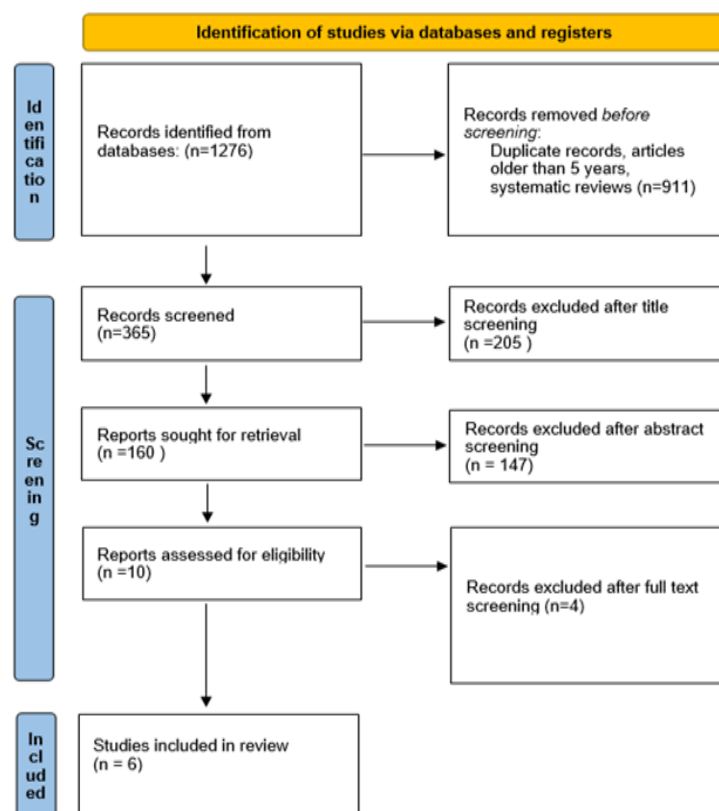 Identification of studies via databases and registers
Id
en
tifi
ca
tio
n
Records identified from
databases: (n=1276)
Records removed before
screening:
Duplicate records, articles
older than 5 years,
systematic reviews (n=911)
Sc
re
en
in
g
Records screened
(n=365)
Records excluded after title
screening
(n =205 )
Reports sought for retrieval
(n =160 )
Records excluded after abstract
screening
(n = 147)
Reports assessed for eligibility
(n =10)
Records excluded after full text
screening (n=4)
In
cl
ud
ed
Studies included in review
(n = 6)